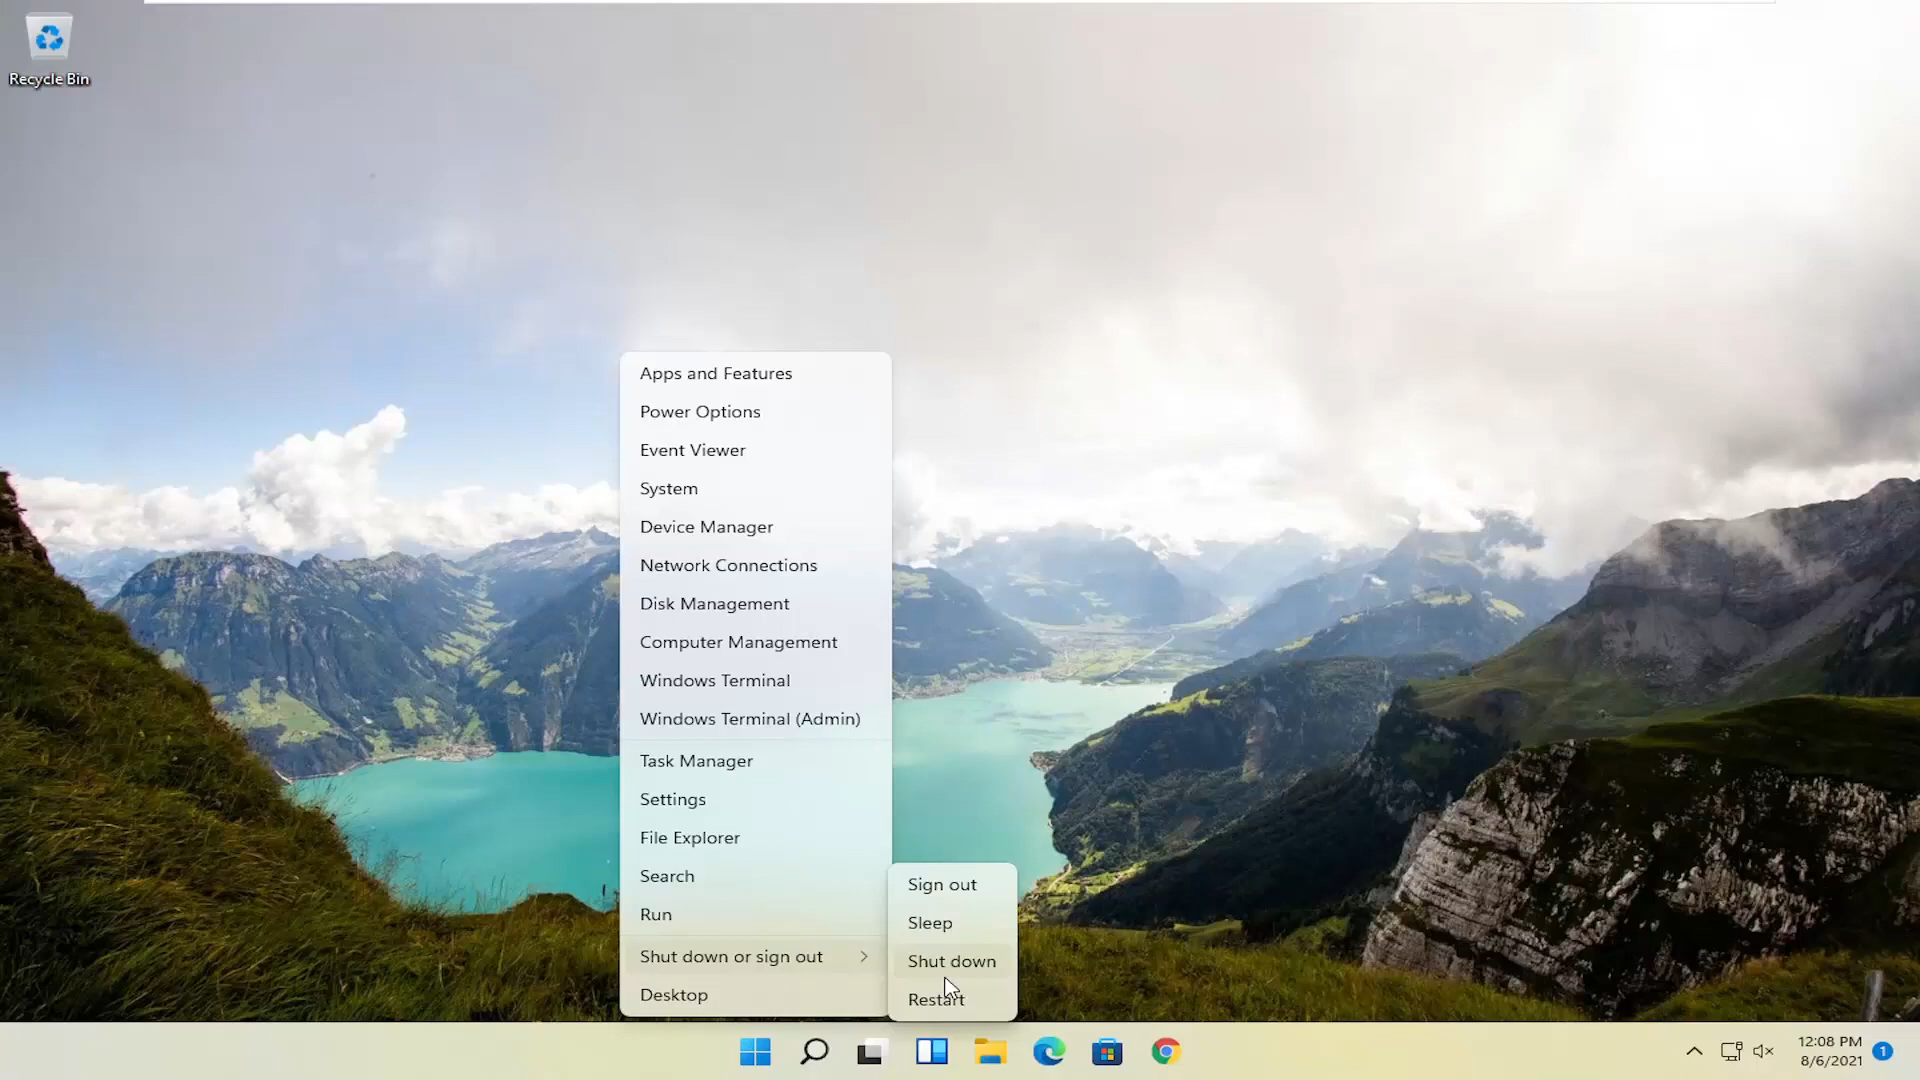 Recycle Bin
Apps and Features
Power Options
Event Viewer
System
Device Manager
Network Connections
Disk Management
Computer Management
Windows Terminal
Windows Terminal (Admin)
Task Manager
Settings
File Explorer
Search
Run
Shut down or sign out
Desktop
Sign out
Sleep
Shut down
Restart
12:08 PM
8/6/2021
1